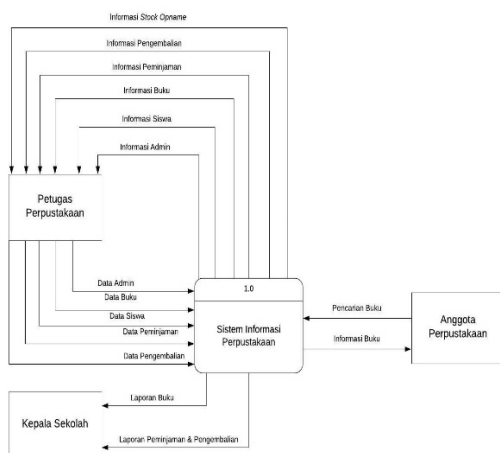 Informasi Stock Opname
Informasi Pengembalian
Informasi Peminjaman
Informasi Buku
Informasi Siswa
Informasi Admin
Petugas
Perpustakaan
Data Admin
Data Buku
Data Siswa
Data Peminjaman
Data Pengembalian
1.0
Sistem Informasi
Perpustakaan
Pencarian Buku
Informasi Buku
Anggota
Perpustakaan
Laporan Buku
Kepala Sekolah
Laporan Peminjaman & Pengembalian